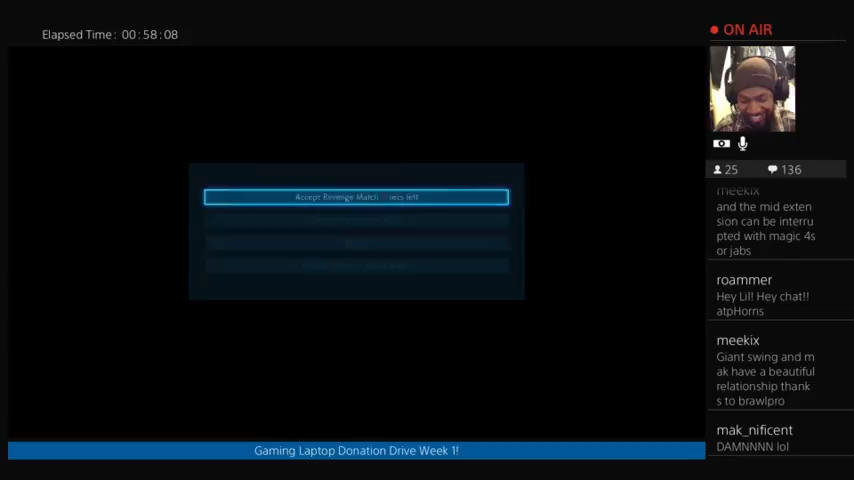 Elapsed Time : 00:58:08
ON AIR
25 136
meekix
and the mid exten
sion can be interru
pted with magic 4s
or jabs
roammer
Hey Lil! Hey chat!!
atpHorns
meekix
Giant swing and m
ak have a beautiful
relationship thank
s to brawlpro
mak_nificent
DAMNNNN lol
Accept Revenge Match secs left
Gaming Laptop Donation Drive Week 1!